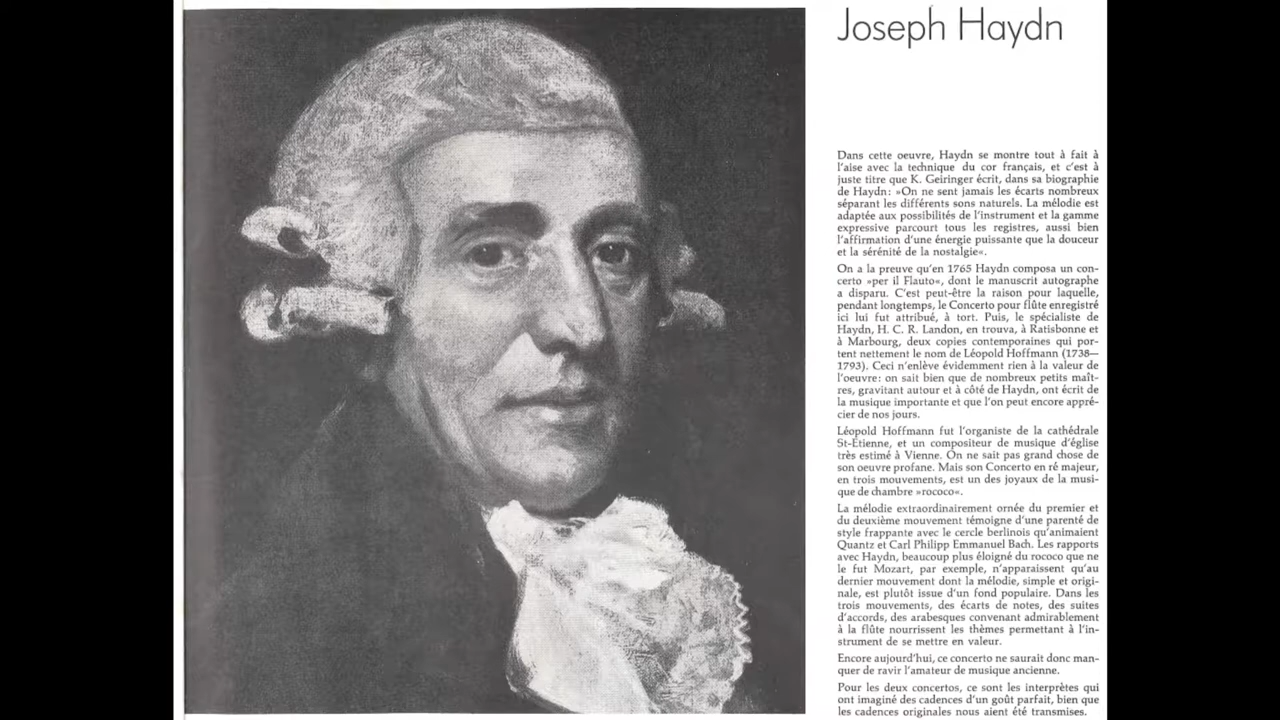 Joseph Haydn
Dans cette oeuvre, Haydn se montre tout à fait à
l'aise avec la technique du cor français, et c'est à
juste titre que K. Geiringer écrit, dans sa biographie
de Haydn: »On ne sent jamais les écarts nombreux
séparant les différents sons naturels. La mélodie est
adaptée aux possibilités de l'instrument et la gamme
expressive parcourt tous les registres, aussi bien
l'affirmation d'une énergie puissante que la douceur
et la sérénité de la nostalgie«.
On a la preuve qu'en 1765 Haydn composa un con-
certo »per il Flauto«, dont le manuscrit autographe
a disparu. C'est peut-être la raison pour laquelle,
pendant longtemps, le Concerto pour flûte enregistré
ici lui fut attribué, à tort. Puis, le spécialiste de
Haydn, H. C. R. Landon, en trouva, à Ratisbonne et
à Marbourg, deux copies contemporaines qui por-
tent nettement le nom de Léopold Hoffmann (1738—
1793). Ceci n'enlève évidemment rien à la valeur de
l'oeuvre: on sait bien que de nombreux petits maît-
res, gravitant autour et à côté de Haydn, ont écrit de
la musique importante et que l'on peut encore appré-
cier de nos jours.
Léopold Hoffmann fut l'organiste de la cathédrale
St-Étienne, et un compositeur de musique d'église
très estimé à Vienne. On ne sait pas grand chose de
son oeuvre profane. Mais son Concerto en ré majeur,
en trois mouvements, est un des joyaux de la musi-
que de chambre »rococo«.
La mélodie extraordinairement ornée du premier et
du deuxième mouvement témoigne d'une parenté de
style frappante avec le cercle berlinois qu'animaient
Quantz et Carl Philipp Emmanuel Bach. Les rapports
avec Haydn, beaucoup plus éloigné du rococo que ne
le fut Mozart, par exemple, n'apparaissent qu'au
dernier mouvement dont la mélodie, simple et origi-
nale, est plutôt issue d'un fond populaire. Dans les
trois mouvements, des écarts de notes, des suites
d'accords, des arabesques convenant admirablement
à la flûte nourrissent les thèmes permettant à l'in-
strument de se mettre en valeur.
Encore aujourd'hui, ce concerto ne saurait donc man-
quer de ravir l'amateur de musique ancienne.
Pour les deux concertos, ce sont les interprètes qui
ont imaginé des cadences d'un goût parfait, bien que
les cadences originales nous aient été transmises.